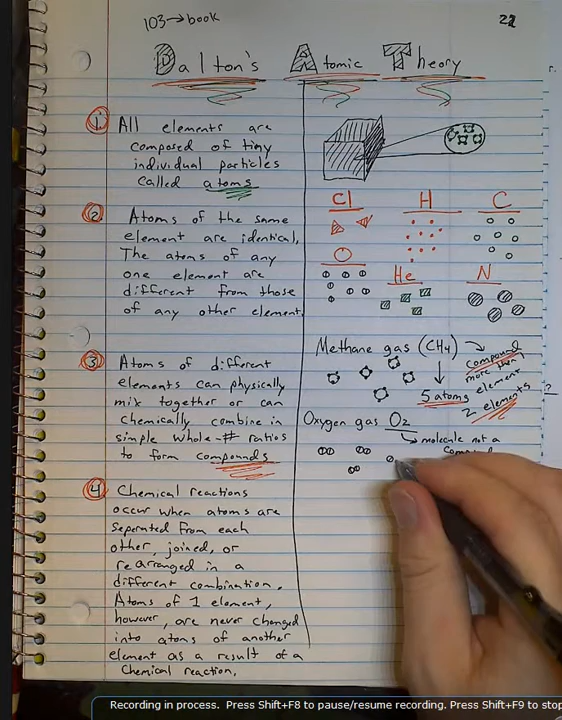 103→book
22
Dalton's Atomic Theory
① All elements are
composed of tiny
individual particles
called atoms
② Atoms of the same
element are identical,
The atoms of any
one element are
different from those
of any other element.
Cl H C
O He N
③ Atoms of different
elements can physically
mix together or can
chemically combine in
simple whole-# ratios
to form compounds
Methane gas (CH4)
compound
more then 1
element
5 atoms
2 elements
Oxygen gas O2
molecule not a
④ Chemical reactions
occur when atoms are
seperated from each
other, joined, or
rearranged in a
different combination.
Atoms of 1 element,
however, are never changed
into atoms of another
element as a result of a
Chemical reaction.
Recording in process. Press Shift+F8 to pause/resume recording. Press Shift+F9 to stop